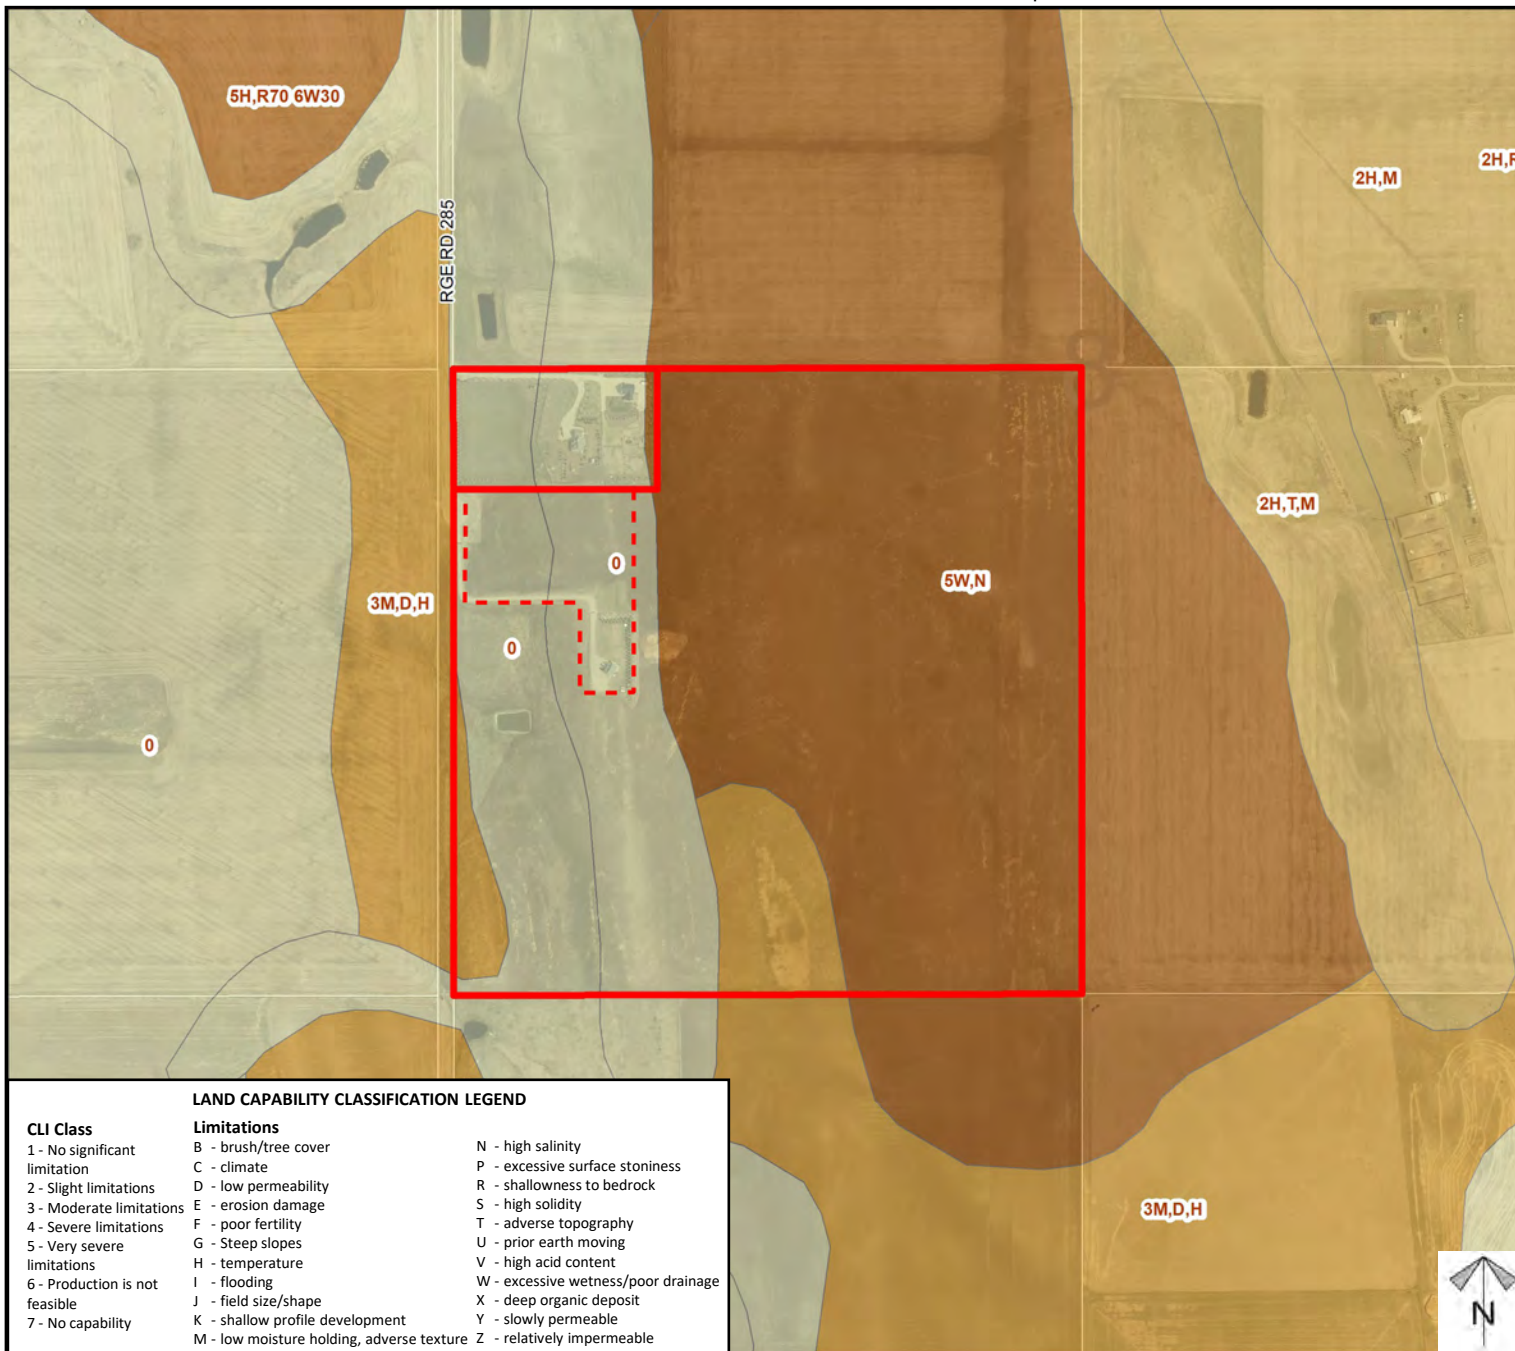 5H,R70 6W30
RGE RD 285
2H,M
2H,
2H,T,M
5W,N
0
0
3M,D,H
0
3M,D,H
LAND CAPABILITY CLASSIFICATION LEGEND
CLI Class
1 - No significant
limitation
2 - Slight limitations
3 - Moderate limitations
4 - Severe limitations
5 - Very severe
limitations
6 - Production is not
feasible
7 - No capability
Limitations
B - brush/tree cover
C - climate
D - low permeability
E - erosion damage
F - poor fertility
G - Steep slopes
H - temperature
I - flooding
J - field size/shape
K - shallow profile development
M - low moisture holding, adverse texture
N - high salinity
P - excessive surface stoniness
R - shallowness to bedrock
S - high solidity
T - adverse topography
U - prior earth moving
V - high acid content
W - excessive wetness/poor drainage
X - deep organic deposit
Y - slowly permeable
Z - relatively impermeable
N